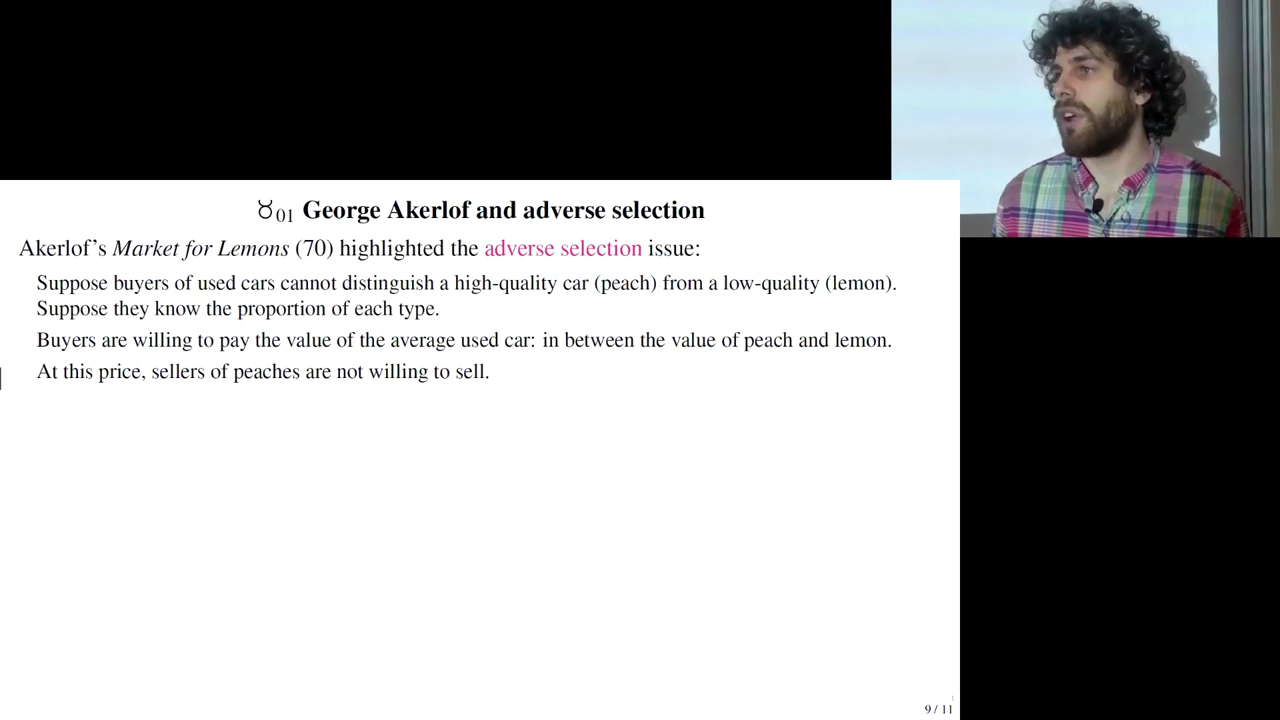 ♉01 George Akerlof and adverse selection
Akerlof's Market for Lemons (70) highlighted the adverse selection issue:
Suppose buyers of used cars cannot distinguish a high-quality car (peach) from a low-quality (lemon).
Suppose they know the proportion of each type.
Buyers are willing to pay the value of the average used car: in between the value of peach and lemon.
At this price, sellers of peaches are not willing to sell.
9 / 11